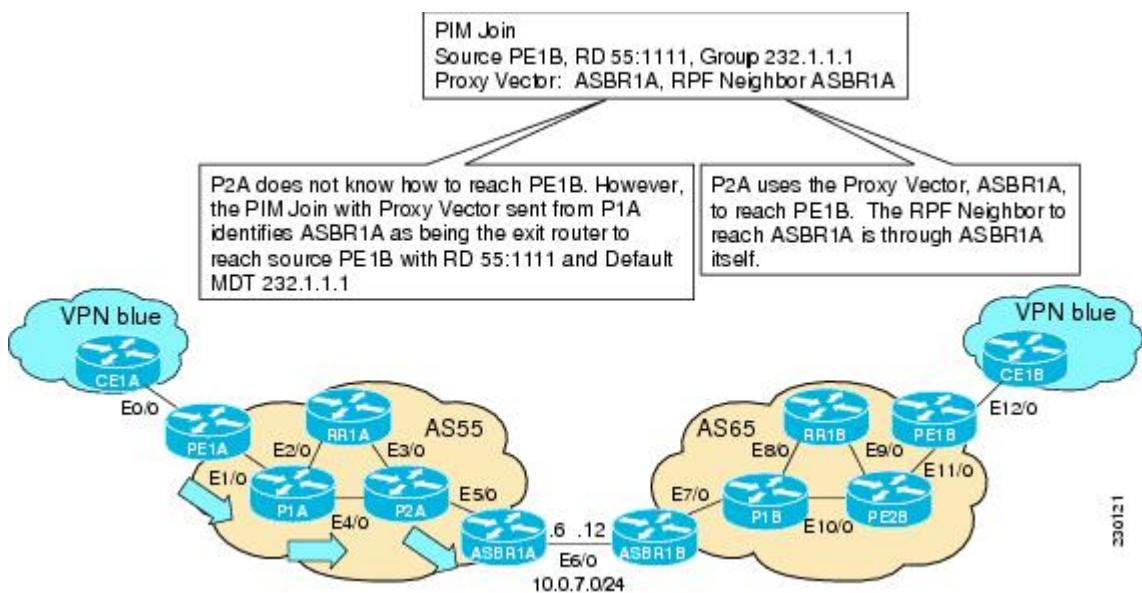 PIM Join
Source PE1B, RD 55:1111, Group 232.1.1.1
Proxy Vector: ASBR1A, RPF Neighbor ASBR1A
P2A does not know how to reach PE1B. However,
the PIM Join with Proxy Vector sent from P1A
identifies ASBR1A as being the exit router to
reach source PE1B with RD 55:1111 and Default
MDT 232.1.1.1
P2A uses the Proxy Vector, ASBR1A,
to reach PE1B. The RPF Neighbor to
reach ASBR1A is through ASBR1A
itself.
VPN blue
CE1A
E0/0
PE1A
E1/0
E2/0
RR1A
E3/0
AS55
P1A
E4/0
P2A
E5/0
ASBR1A
.6 .12
E6/0
10.0.7.0/24
ASBR1B
E7/0
AS65
E8/0
RR1B
E9/0
P1B
E10/0
PE2B
E11/0
PE1B
E12/0
VPN blue
CE1B
230121